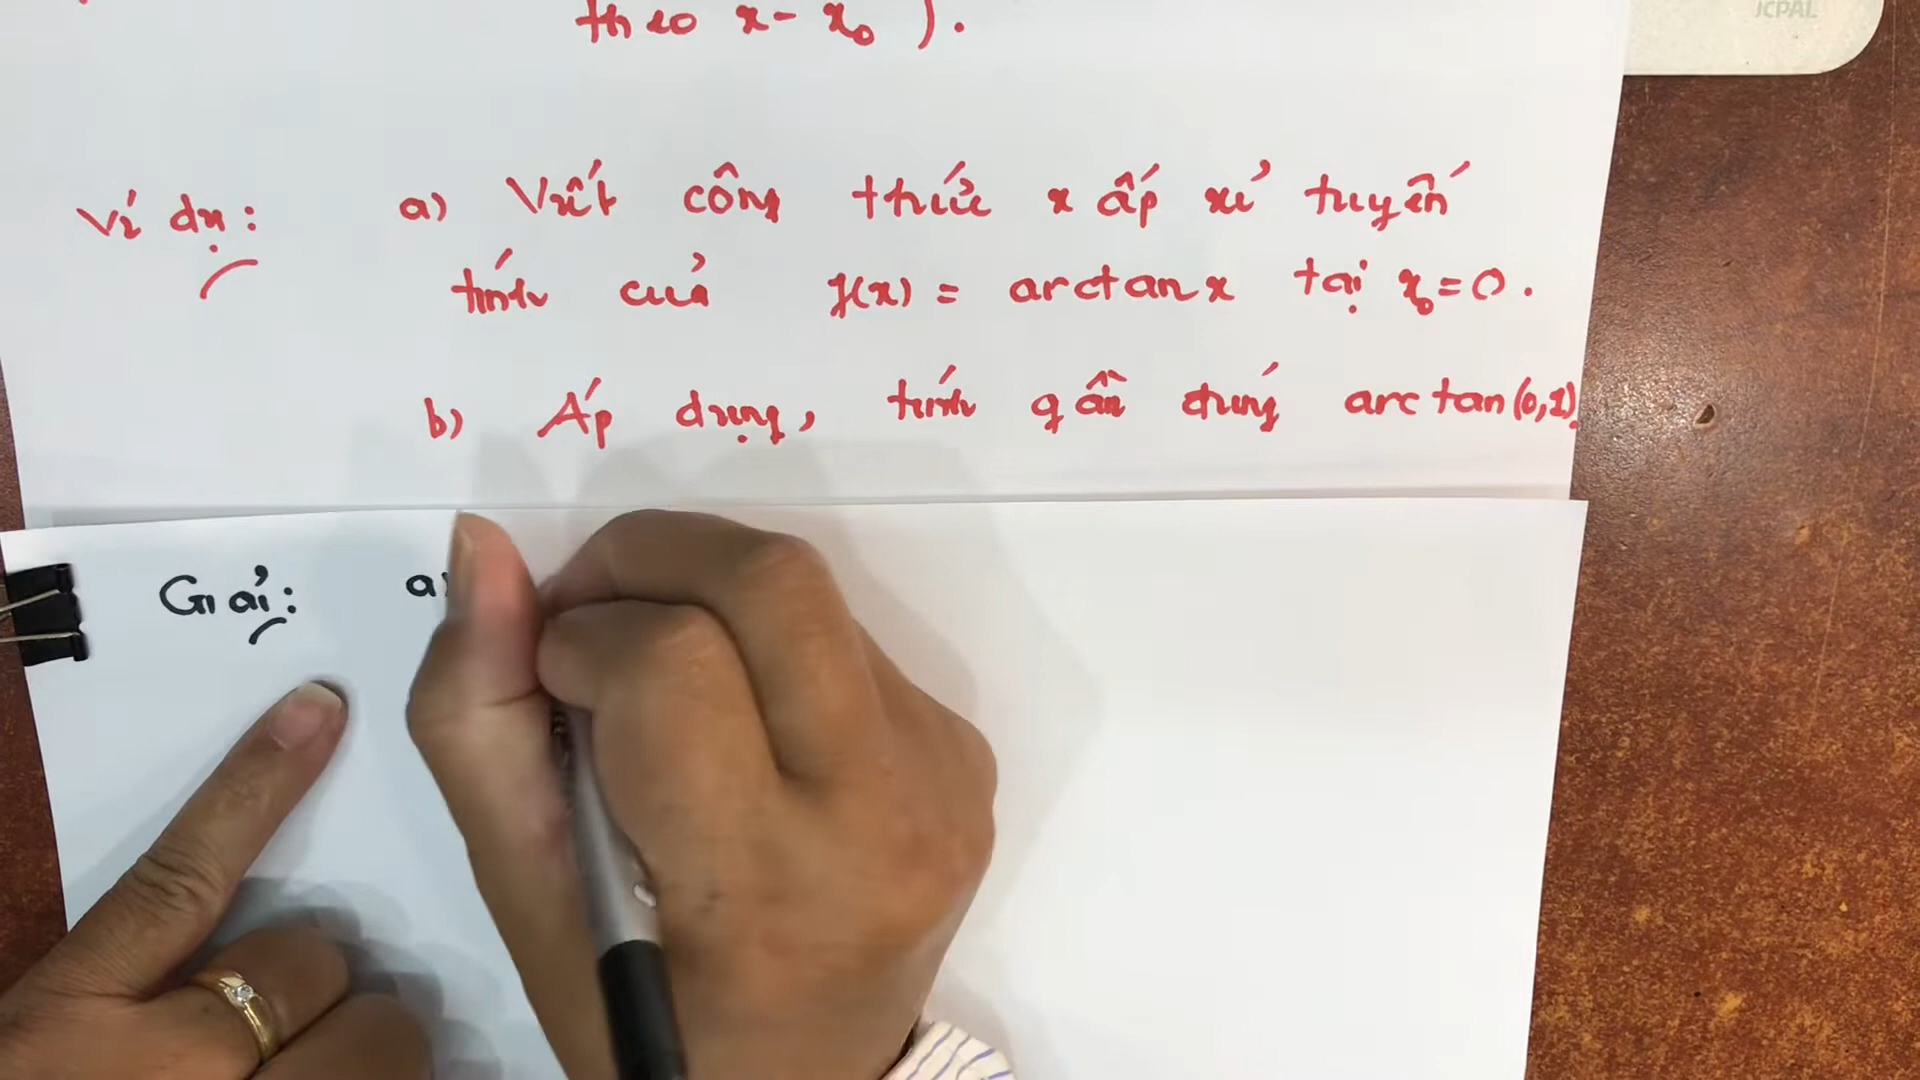 JCPAL
theo x - x₀ ).
Ví dụ: a) Viết công thức xấp xỉ tuyến
tính của f(x) = arctan x tại x₀ = 0.
b) Áp dụng, tính gần đúng arctan(0,1).
Giải: a)